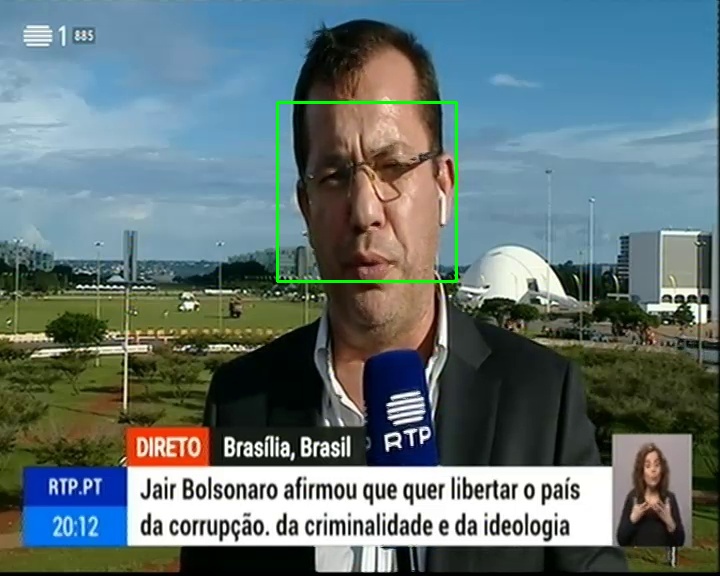 1 885
RTP
DIRETO Brasília, Brasil
RTP.PT
20:12
Jair Bolsonaro afirmou que quer libertar o país
da corrupção. da criminalidade e da ideologia